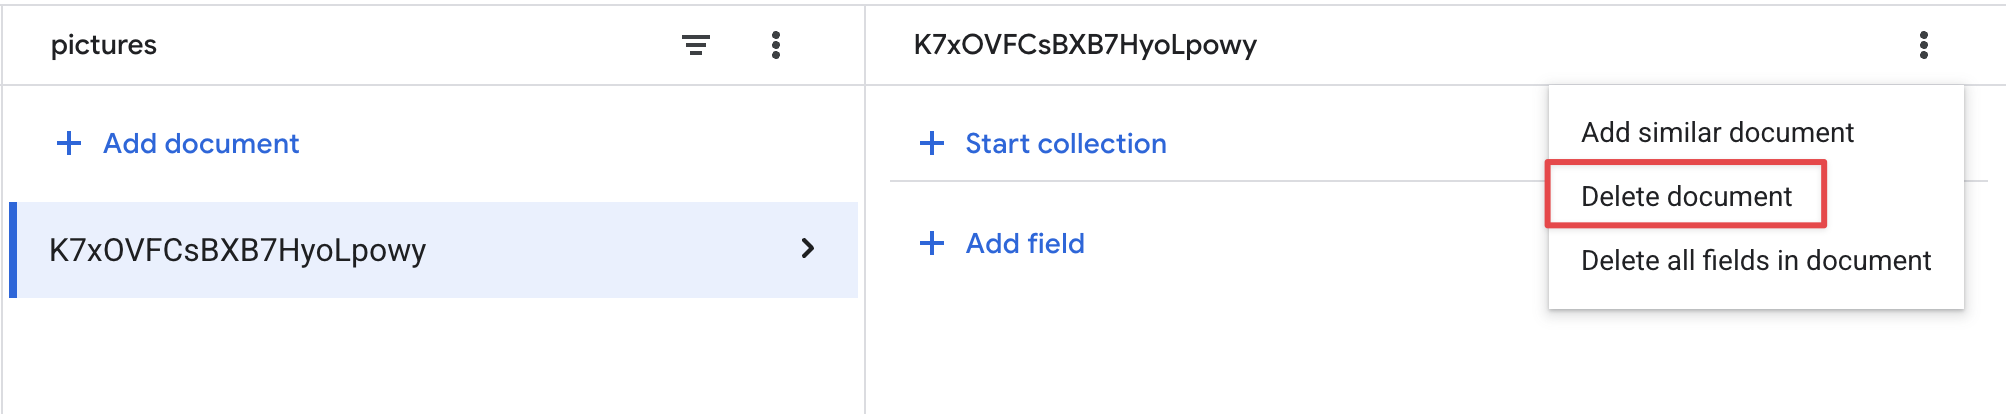 pictures
Add document
K7xOVFCsBXB7HyoLpowy
K7xOVFCsBXB7HyoLpowy
Start collection
Add field
Add similar document
Delete document
Delete all fields in document